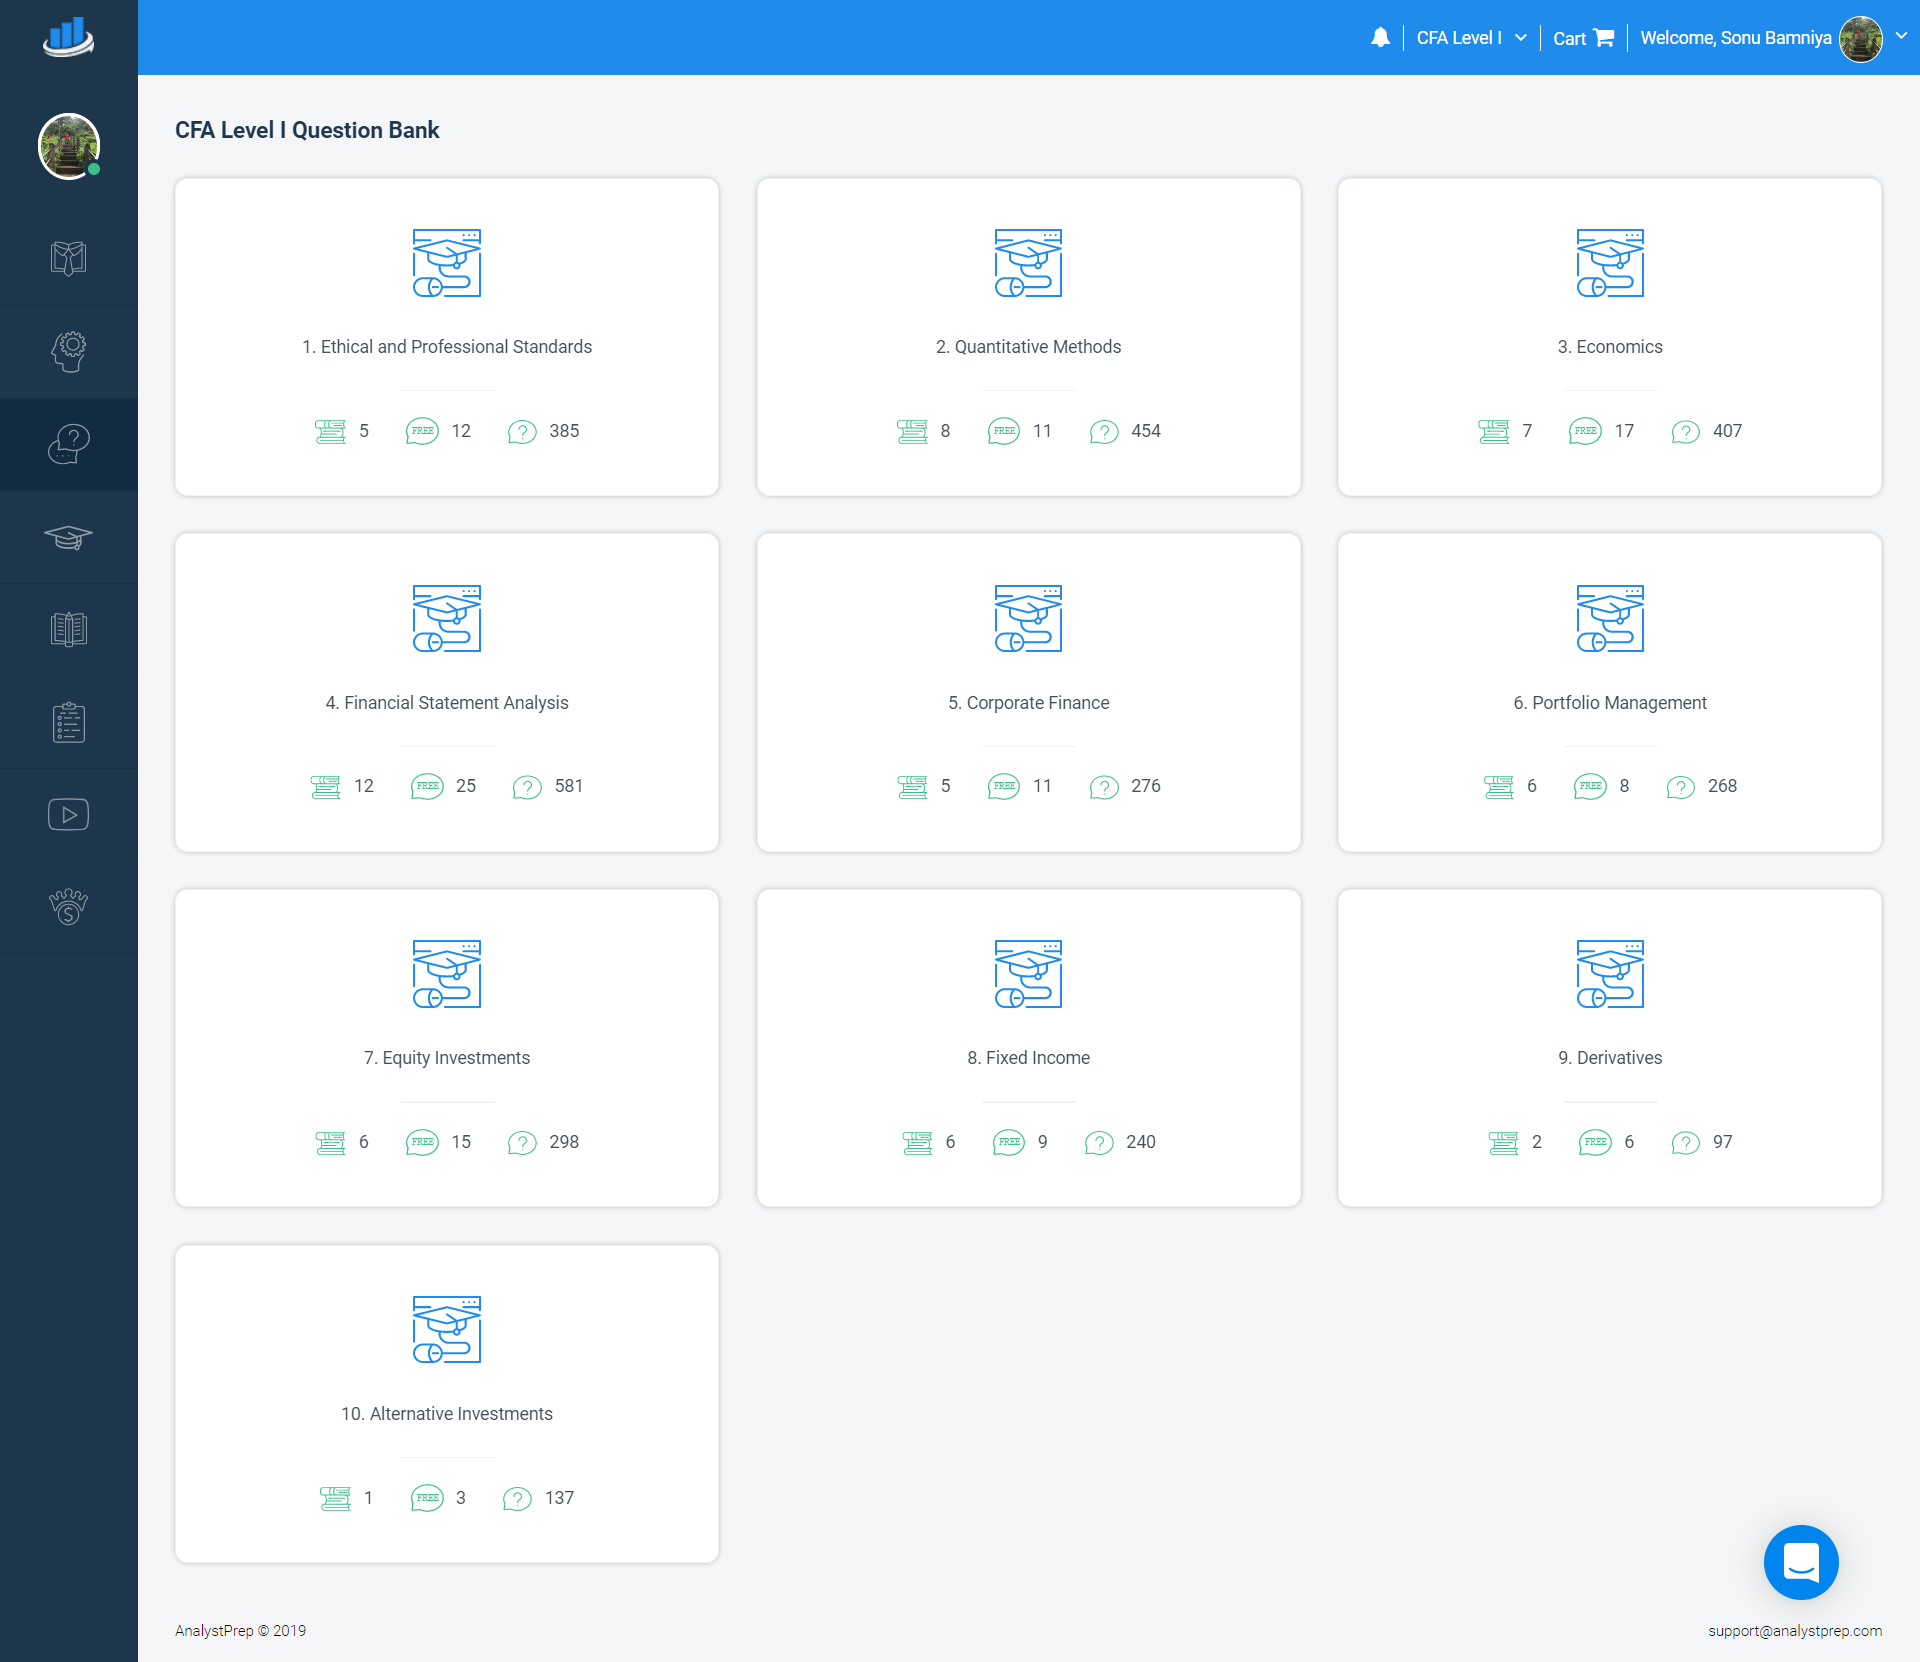 CFA Level I
Cart
Welcome, Sonu Bamniya
CFA Level I Question Bank
1. Ethical and Professional Standards
5 FREE 12 ? 385
2. Quantitative Methods
8 FREE 11 ? 454
3. Economics
7 FREE 17 ? 407
4. Financial Statement Analysis
12 FREE 25 ? 581
5. Corporate Finance
5 FREE 11 ? 276
6. Portfolio Management
6 FREE 8 ? 268
7. Equity Investments
6 FREE 15 ? 298
8. Fixed Income
6 FREE 9 ? 240
9. Derivatives
2 FREE 6 ? 97
10. Alternative Investments
1 FREE 3 ? 137
AnalystPrep © 2019
support@analystprep.com